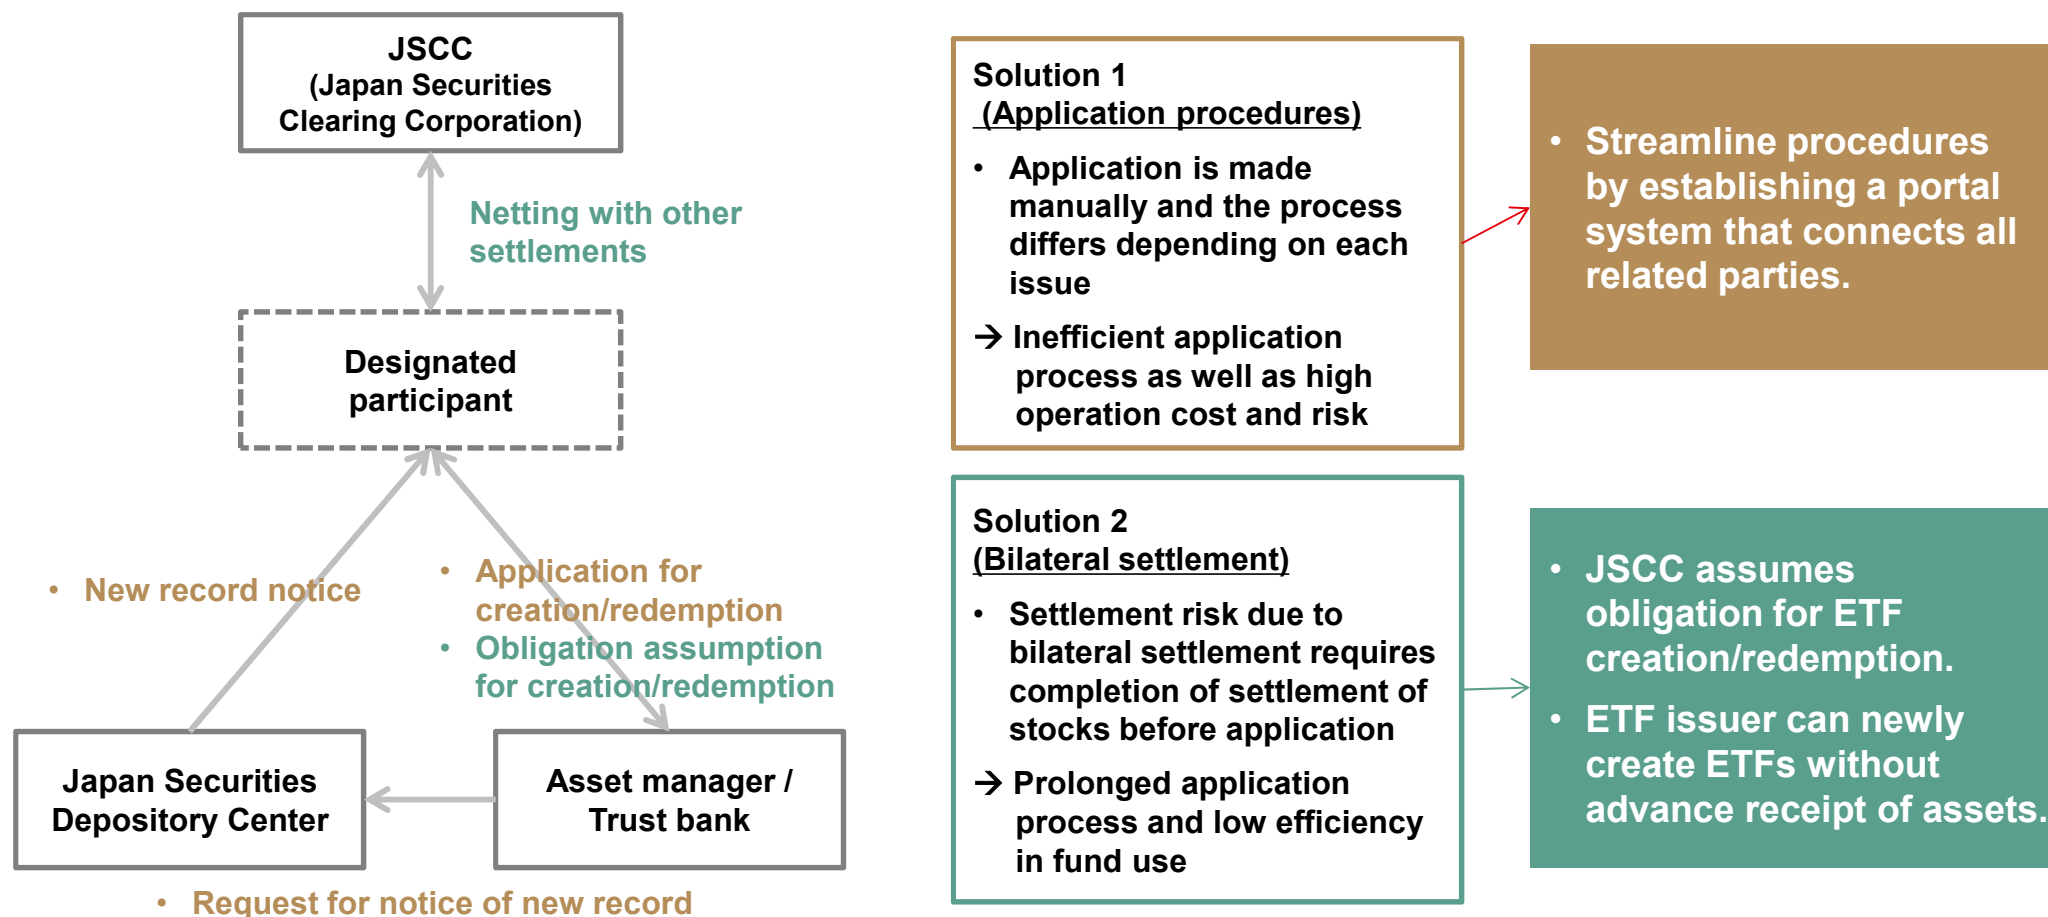 JSCC
(Japan Securities
Clearing Corporation)
Netting with other
settlements
Designated
participant
• New record notice
• Application for
creation/redemption
• Obligation assumption
for creation/redemption
Japan Securities
Depository Center
Asset manager /
Trust bank
• Request for notice of new record
Solution 1
(Application procedures)
• Application is made
manually and the process
differs depending on each
issue
→ Inefficient application
process as well as high
operation cost and risk
• Streamline procedures
by establishing a portal
system that connects all
related parties.
Solution 2
(Bilateral settlement)
• Settlement risk due to
bilateral settlement requires
completion of settlement of
stocks before application
→ Prolonged application
process and low efficiency
in fund use
• JSCC assumes
obligation for ETF
creation/redemption.
• ETF issuer can newly
create ETFs without
advance receipt of assets.